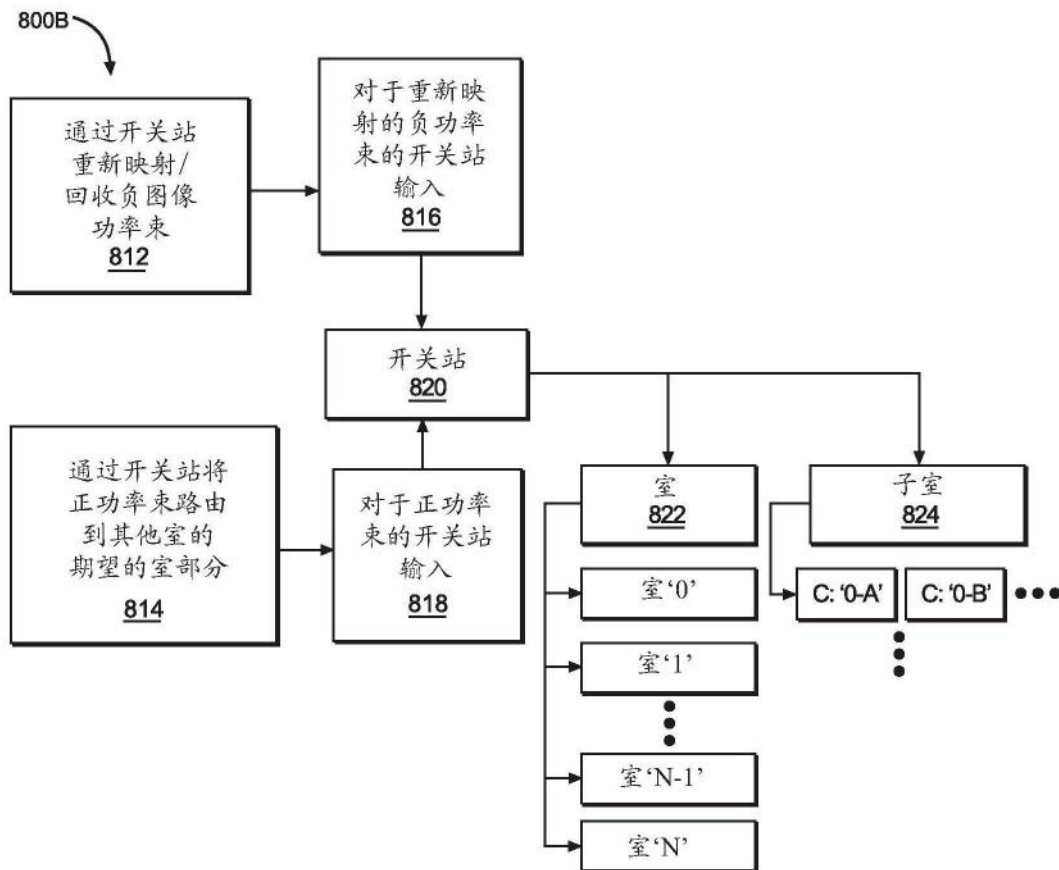 800B
通过开关站
重新映射/
回收负图像
功率束
812
对于重新映
射的负功率
束的开关站
输入
816
开关站
820
通过开关站将
正功率束路由
到其他室的
期望的室部分
814
对于正功率
束的开关站
输入
818
室
822
子室
824
室‘0’
室‘1’
室‘N-1’
室‘N’
C: ‘0-A’
C: ‘0-B’